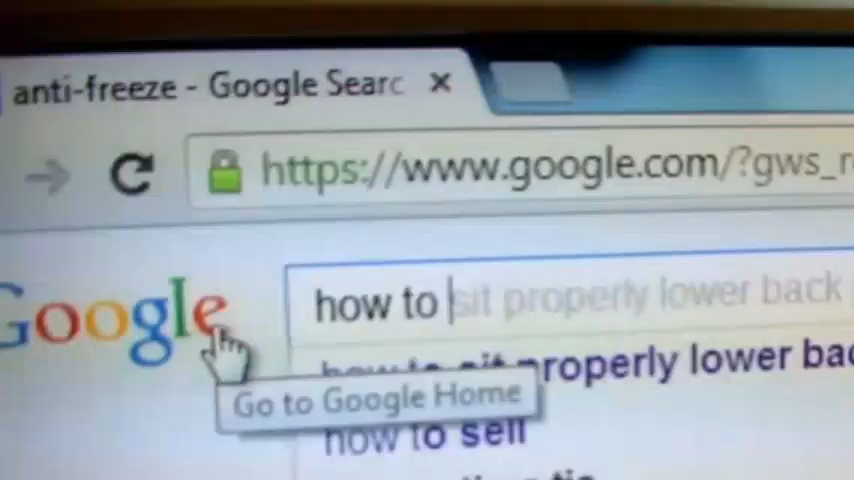 anti-freeze - Google Searc
https://www.google.com/?gws_r
Google
how to sit properly lower back
how to sit properly lower bac
Go to Google Home
how to sell